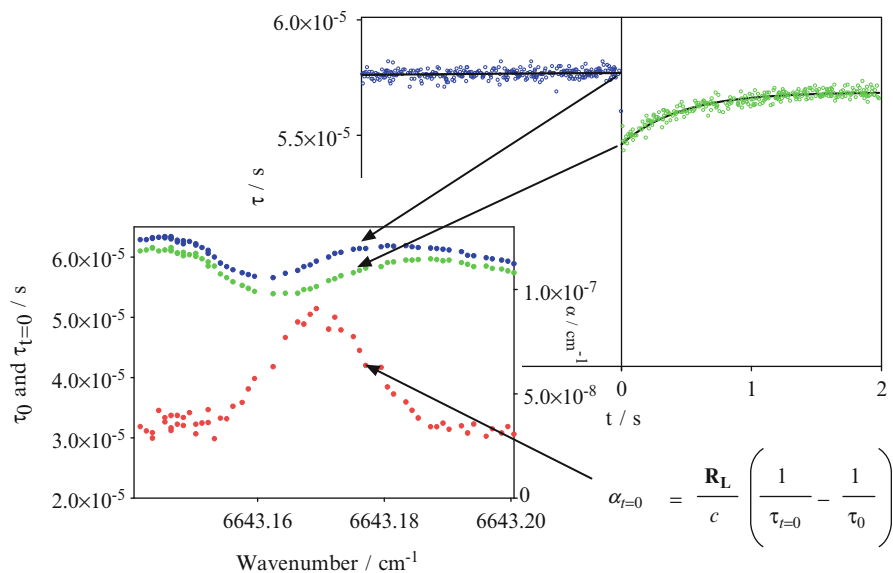 6.0×10⁻⁵
5.5×10⁻⁵
τ / s
0 1 2
t / s
6.0×10⁻⁵
5.0×10⁻⁵
4.0×10⁻⁵
3.0×10⁻⁵
2.0×10⁻⁵
τ₀ and τₜ₌₀ / s
1.0×10⁻⁷
5.0×10⁻⁸
0
α / cm⁻¹
6643.16 6643.18 6643.20
Wavenumber / cm⁻¹
αₜ₌₀ = R_L / c ( 1 / τₜ₌₀ − 1 / τ₀ )